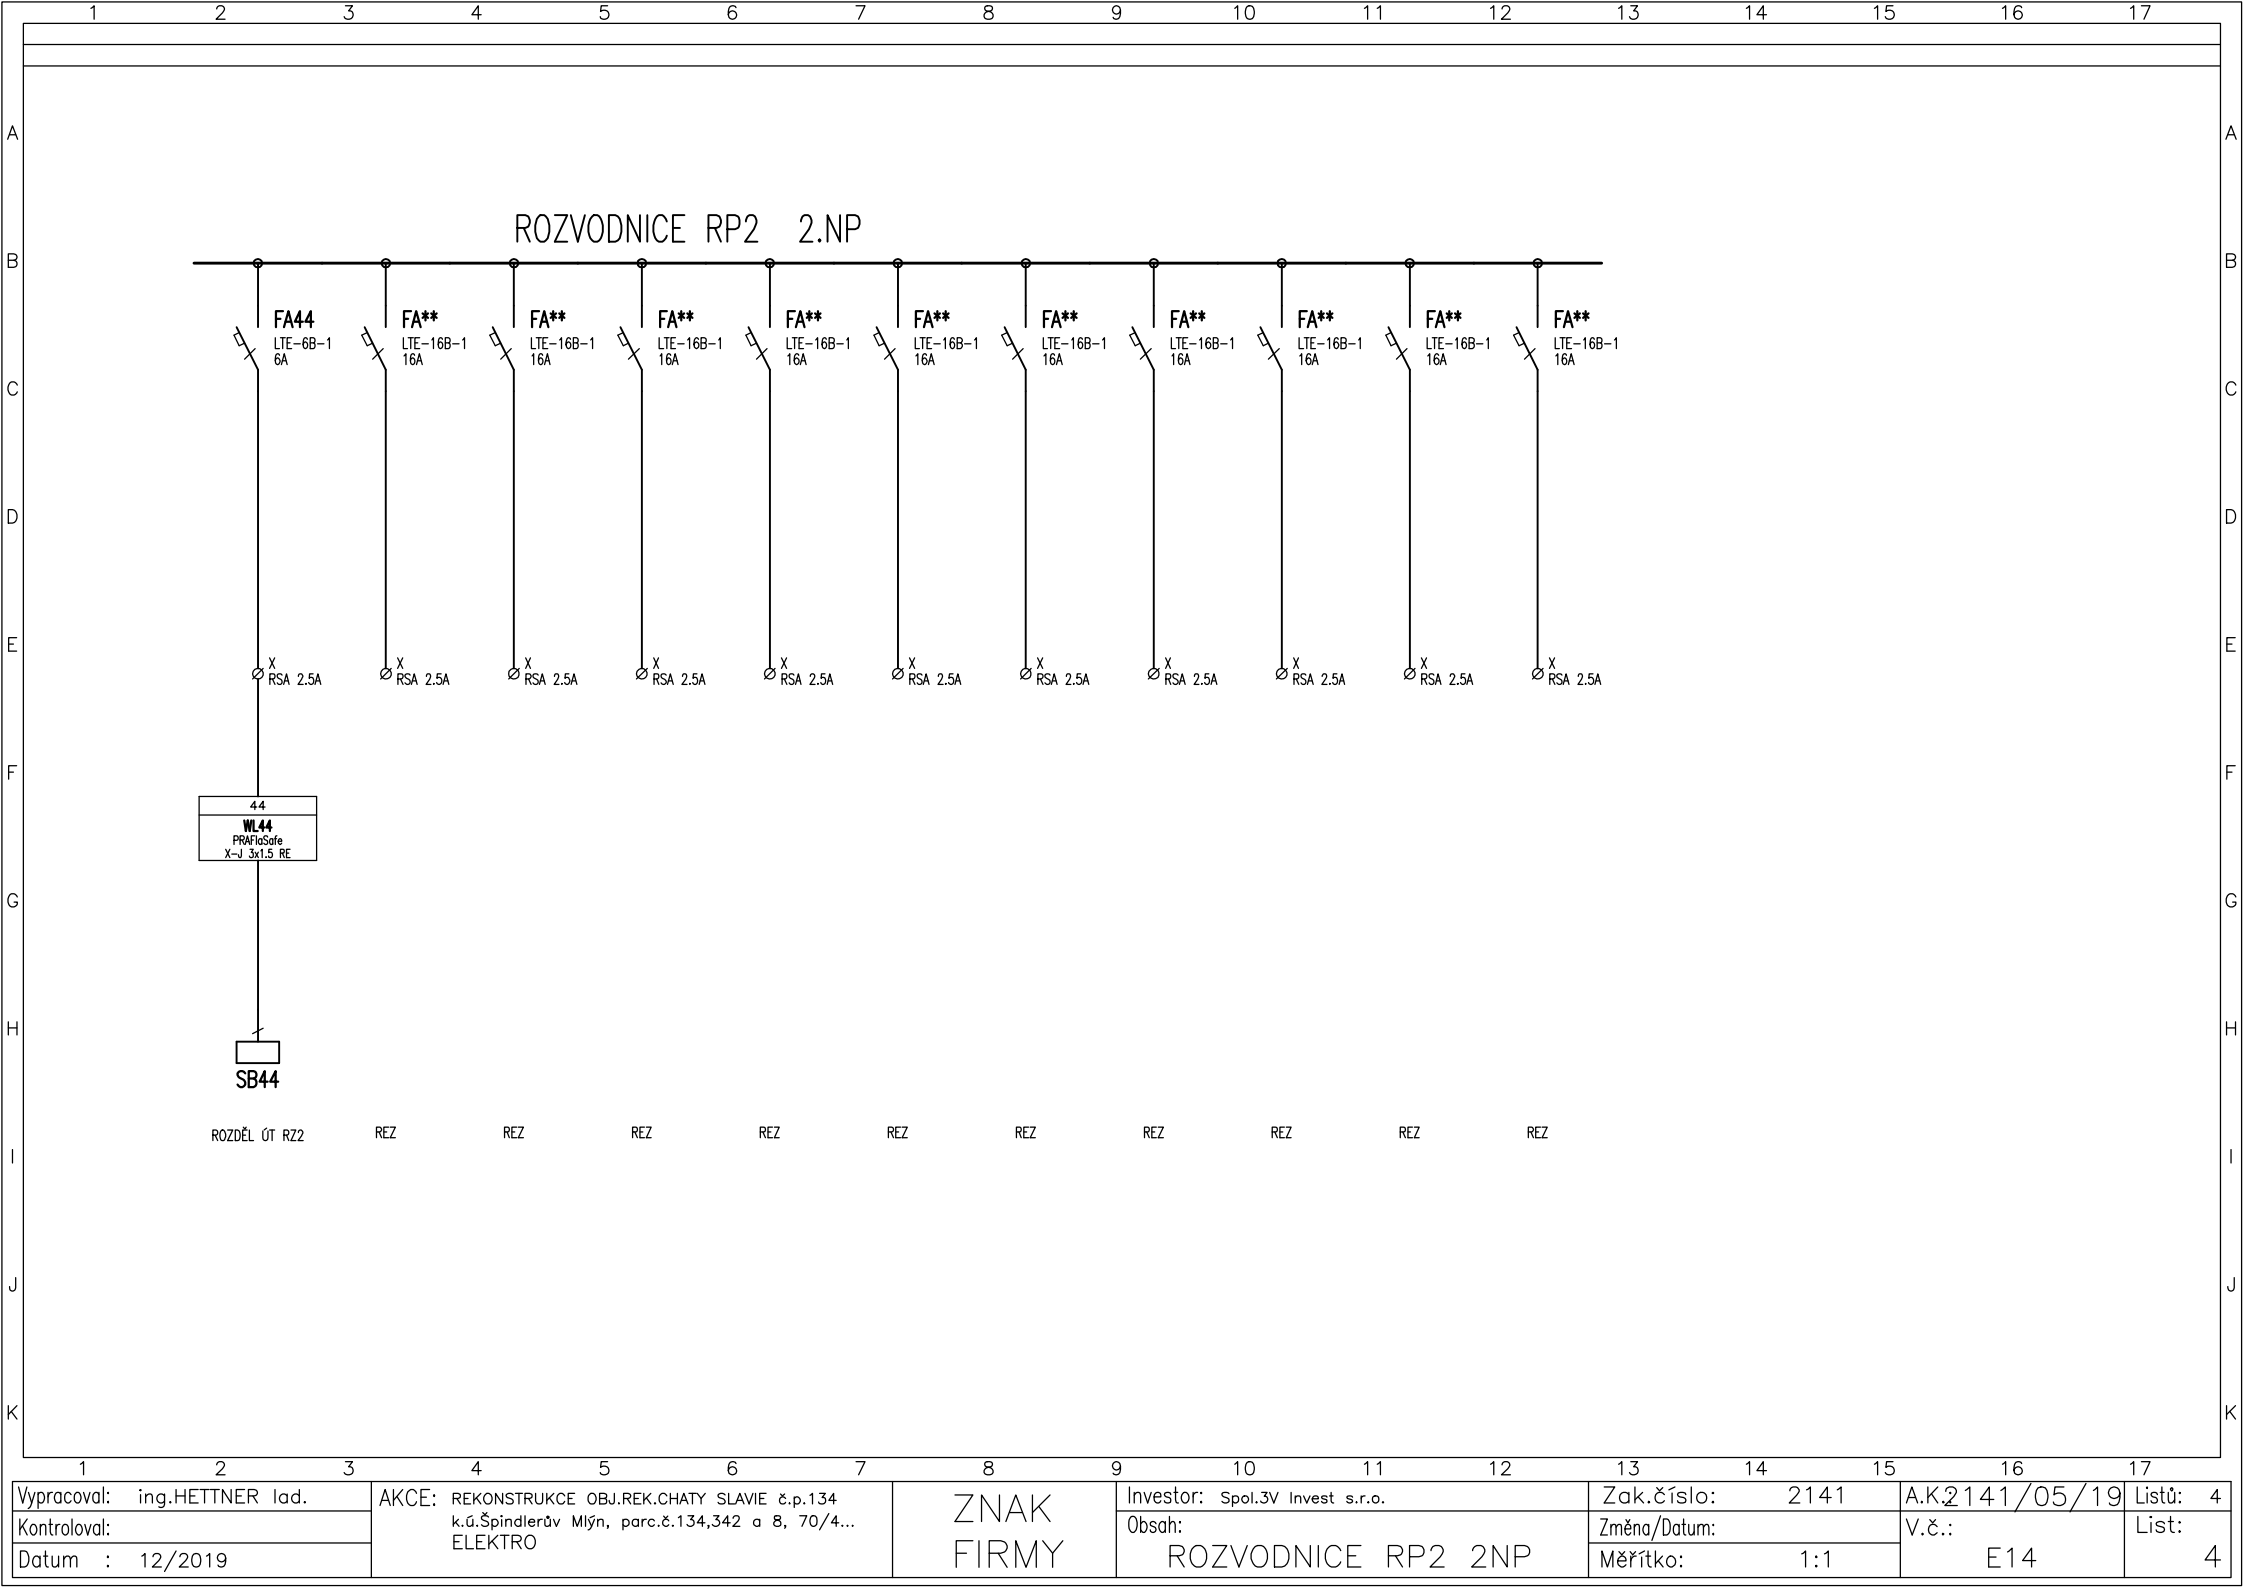 1 2 3 4 5 6 7 8 9 10 11 12 13 14 15 16 17
A A
ROZVODNICE RP2 2.NP
B B
FA44 FA** FA** FA** FA** FA** FA** FA** FA** FA** FA**
LTE-6B-1 LTE-16B-1 LTE-16B-1 LTE-16B-1 LTE-16B-1 LTE-16B-1 LTE-16B-1 LTE-16B-1 LTE-16B-1 LTE-16B-1 LTE-16B-1
6A 16A 16A 16A 16A 16A 16A 16A 16A 16A 16A
C C
D D
E E
X X X X X X X X X X X
RSA 2.5A RSA 2.5A RSA 2.5A RSA 2.5A RSA 2.5A RSA 2.5A RSA 2.5A RSA 2.5A RSA 2.5A RSA 2.5A RSA 2.5A
F F
44
WL44
PRAFlaSafe
X-J 3x1.5 RE
G G
H H
SB44
ROZDĚL ÚT RZ2 REZ REZ REZ REZ REZ REZ REZ REZ REZ REZ
I I
J J
K K
1 2 3 4 5 6 7 8 9 10 11 12 13 14 15 16 17
Vypracoval: ing.HETTNER lad.
Kontroloval:
Datum : 12/2019
AKCE: REKONSTRUKCE OBJ.REK.CHATY SLAVIE č.p.134
k.ú.Špindlerův Mlýn, parc.č.134,342 a 8, 70/4...
ELEKTRO
ZNAK
FIRMY
Investor: Spol.3V Invest s.r.o.
Obsah:
ROZVODNICE RP2 2NP
Zak.číslo: 2141
Změna/Datum:
Měřítko: 1:1
A.K.: 2141/05/19
V.č.:
E14
Listů: 4
List:
4